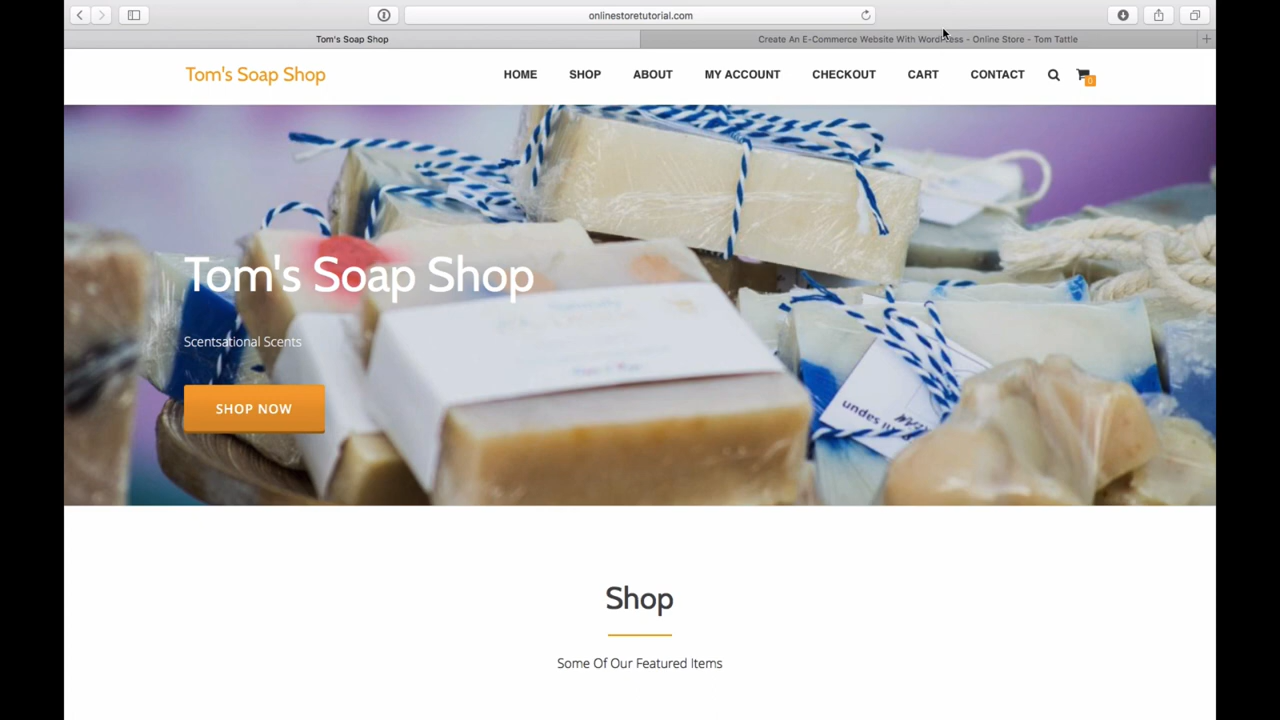 onlinestoretutorial.com
Tom's Soap Shop
Create An E-Commerce Website With WordPress - Online Store - Tom Tattle
Tom's Soap Shop
HOME
SHOP
ABOUT
MY ACCOUNT
CHECKOUT
CART
CONTACT
0
Tom's Soap Shop
Scentsational Scents
SHOP NOW
Shop
Some Of Our Featured Items